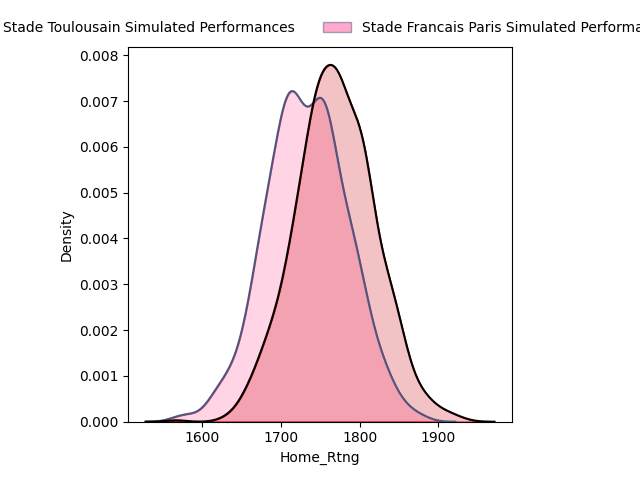 Stade Toulousain Simulated Performances Stade Francais Paris Simulated Performa
0.008
0.007
0.006
0.005
0.004
0.003
0.002
0.001
0.000
Density
1600 1700 1800 1900
Home_Rtng